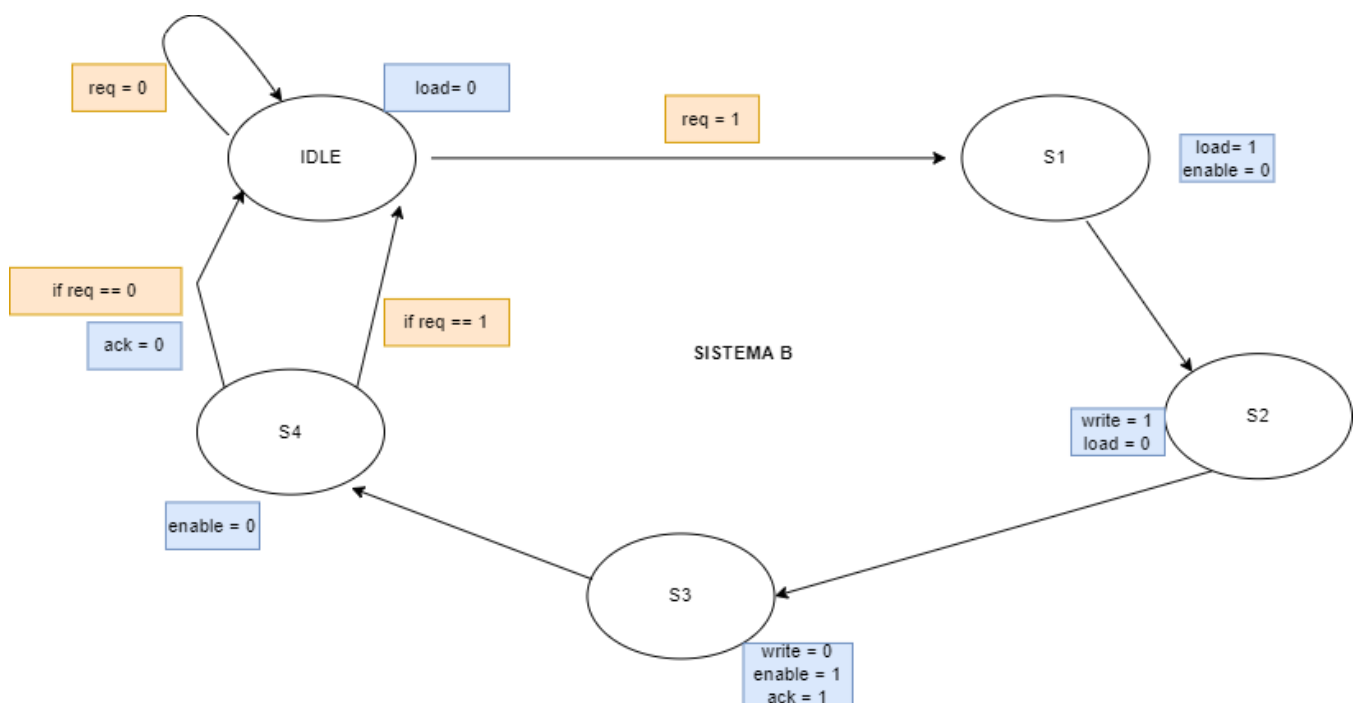 req = 0
load= 0
IDLE
req = 1
S1
load= 1
enable = 0
if req == 0
ack = 0
if req == 1
SISTEMA B
S4
enable = 0
S2
write = 1
load = 0
S3
write = 0
enable = 1
ack = 1